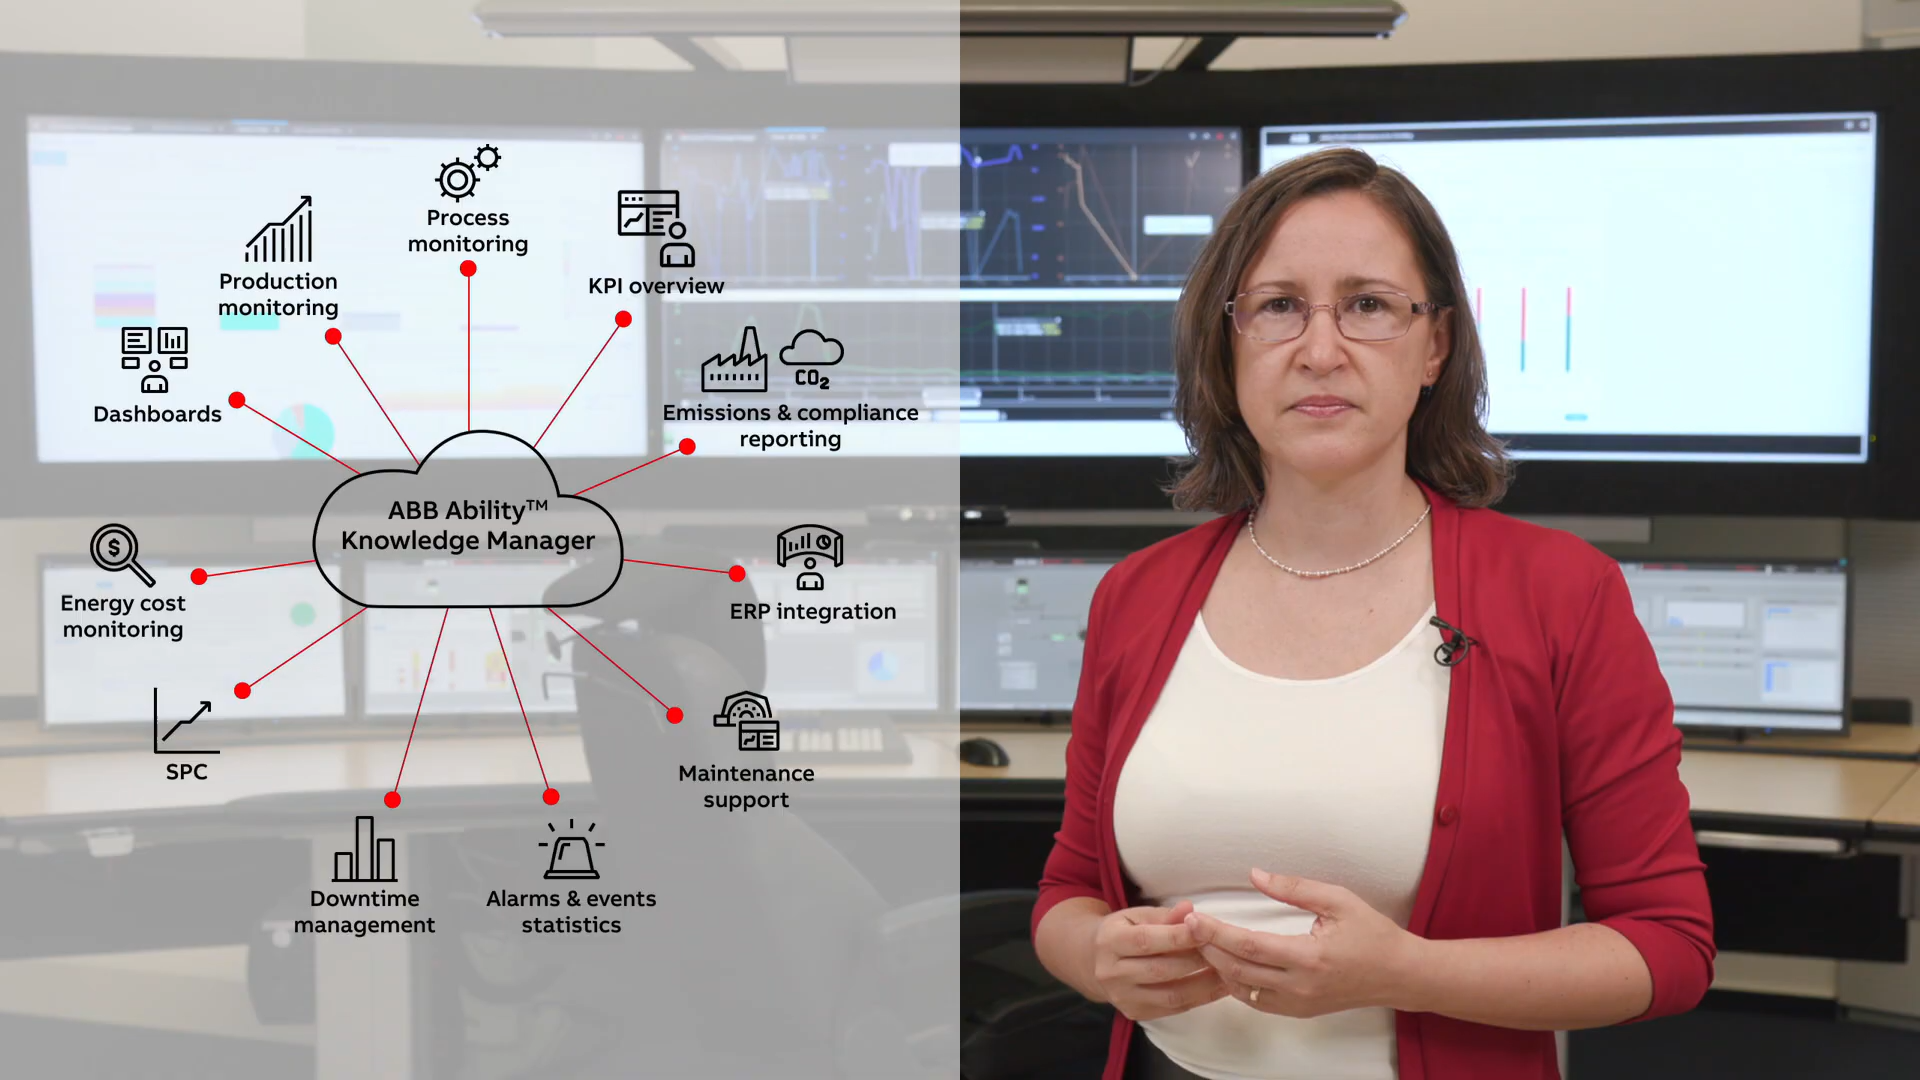 Process
monitoring
KPI overview
Production
monitoring
Dashboards
CO₂
Emissions & compliance
reporting
ABB Ability™
Knowledge Manager
$
Energy cost
monitoring
ERP integration
SPC
Maintenance
support
Downtime
management
Alarms & events
statistics